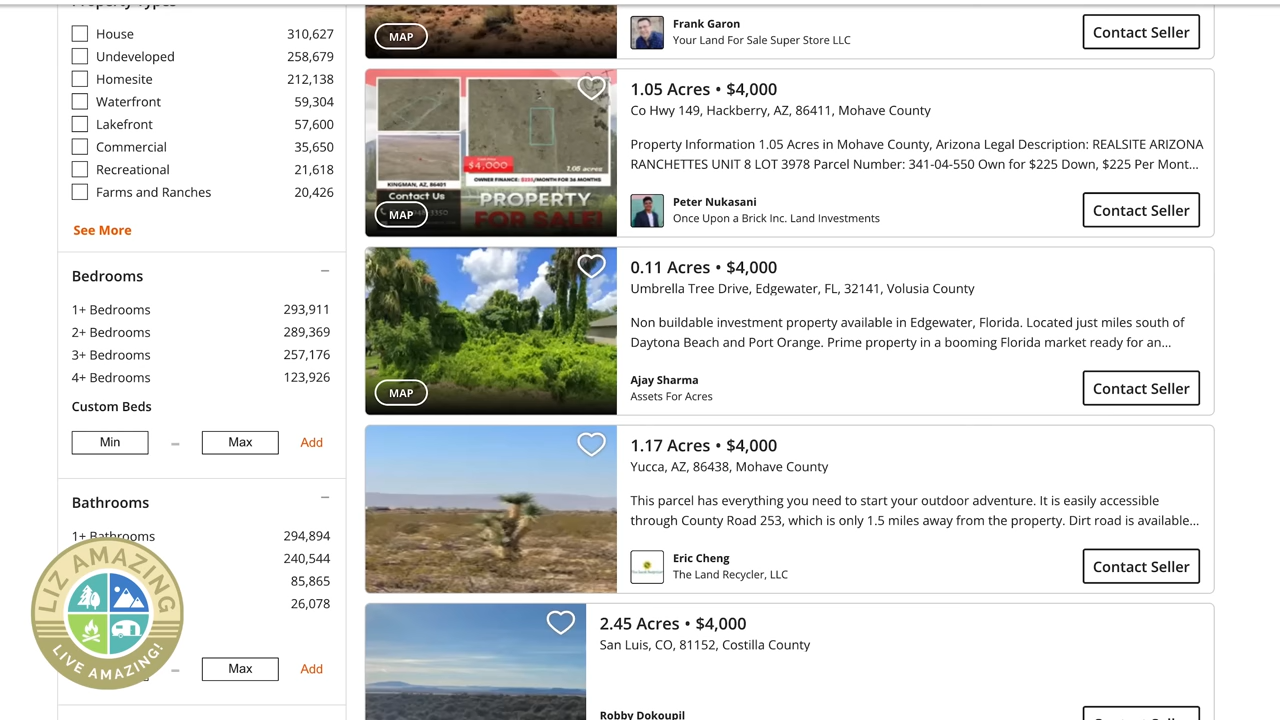 House 310,627
Undeveloped 258,679
Homesite 212,138
Waterfront 59,304
Lakefront 57,600
Commercial 35,650
Recreational 21,618
Farms and Ranches 20,426
See More
Bedrooms
1+ Bedrooms 293,911
2+ Bedrooms 289,369
3+ Bedrooms 257,176
4+ Bedrooms 123,926
Custom Beds
Min – Max Add
Bathrooms
1+ Bathrooms 294,894
240,544
85,865
26,078
– Max Add
LIZ AMAZING
LIVE AMAZING!
MAP
Frank Garon
Your Land For Sale Super Store LLC
Contact Seller
$4,000
1.05 acre
KINGMAN, AZ, 86401
OWNER FINANCE: $225/MONTH FOR 36 MONTHS
Contact Us
PROPERTY
FOR SALE!
MAP
1.05 Acres • $4,000
Co Hwy 149, Hackberry, AZ, 86411, Mohave County
Property Information 1.05 Acres in Mohave County, Arizona Legal Description: REALSITE ARIZONA
RANCHETTES UNIT 8 LOT 3978 Parcel Number: 341-04-550 Own for $225 Down, $225 Per Mont...
Peter Nukasani
Once Upon a Brick Inc. Land Investments
Contact Seller
MAP
0.11 Acres • $4,000
Umbrella Tree Drive, Edgewater, FL, 32141, Volusia County
Non buildable investment property available in Edgewater, Florida. Located just miles south of
Daytona Beach and Port Orange. Prime property in a booming Florida market ready for an...
Ajay Sharma
Assets For Acres
Contact Seller
1.17 Acres • $4,000
Yucca, AZ, 86438, Mohave County
This parcel has everything you need to start your outdoor adventure. It is easily accessible
through County Road 253, which is only 1.5 miles away from the property. Dirt road is available...
Eric Cheng
The Land Recycler, LLC
Contact Seller
2.45 Acres • $4,000
San Luis, CO, 81152, Costilla County
Robby Dokoupil